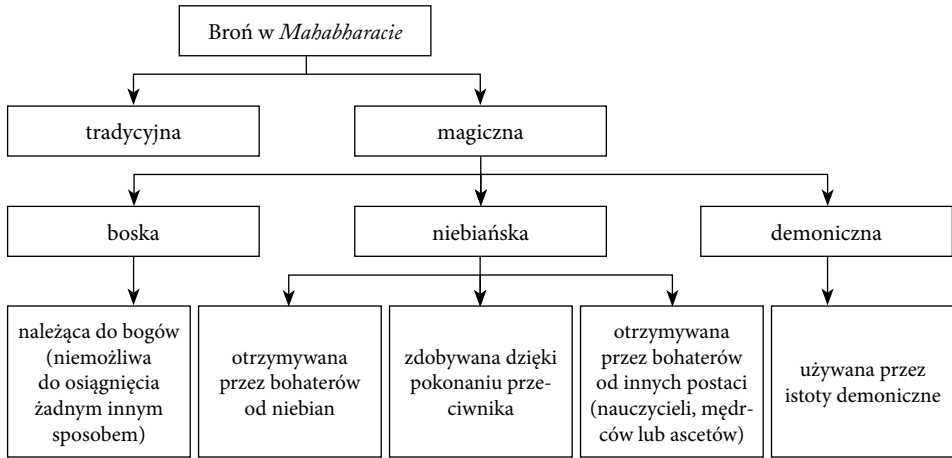 Broń w Mahabharacie
tradycyjna
magiczna
boska
niebiańska
demoniczna
należąca do bogów
(niemożliwa
do osiągnięcia
żadnym innym
sposobem)
otrzymywana
przez bohaterów
od niebian
zdobywana dzięki
pokonaniu prze-
ciwnika
otrzymywana
przez bohaterów
od innych postaci
(nauczycieli, mędr-
ców lub ascetów)
używana przez
istoty demoniczne